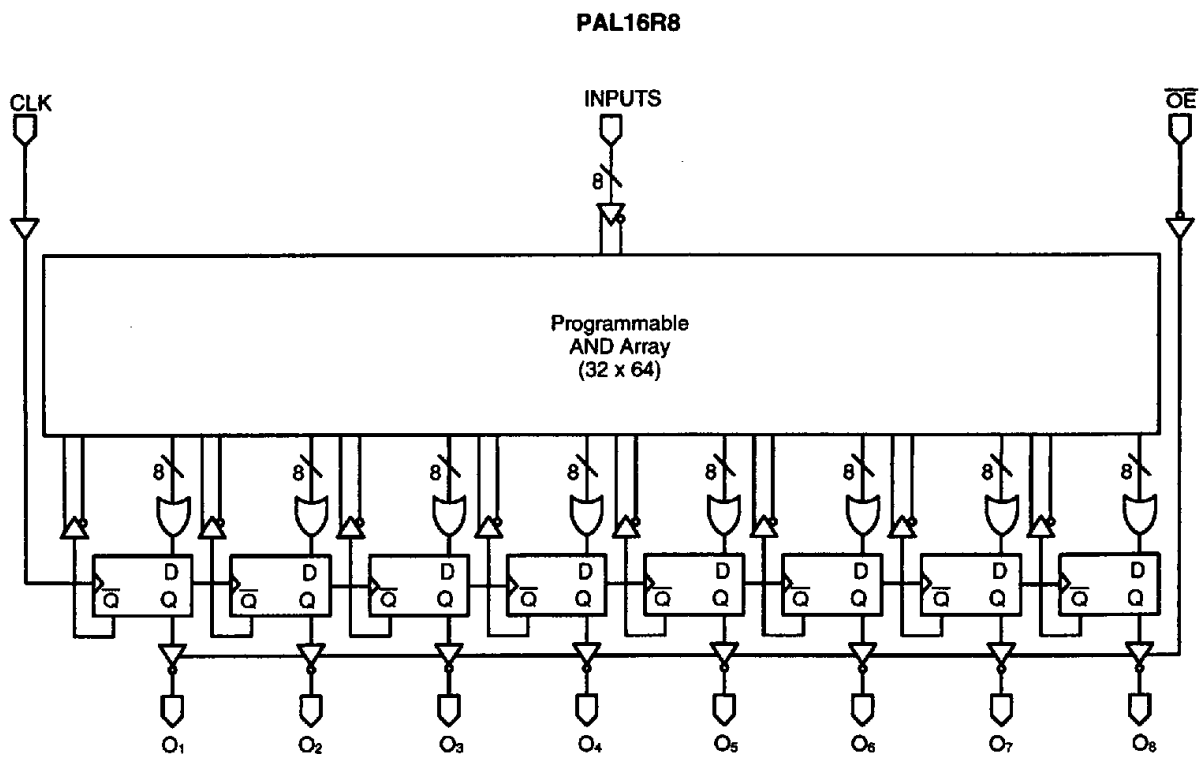 PAL16R8
CLK
INPUTS
O̅E̅
8
Programmable
AND Array
(32 x 64)
8 8 8 8 8 8 8 8
D D D D D D D D
Q̅ Q Q̅ Q Q̅ Q Q̅ Q Q̅ Q Q̅ Q Q̅ Q Q̅ Q
O₁ O₂ O₃ O₄ O₅ O₆ O₇ O₈